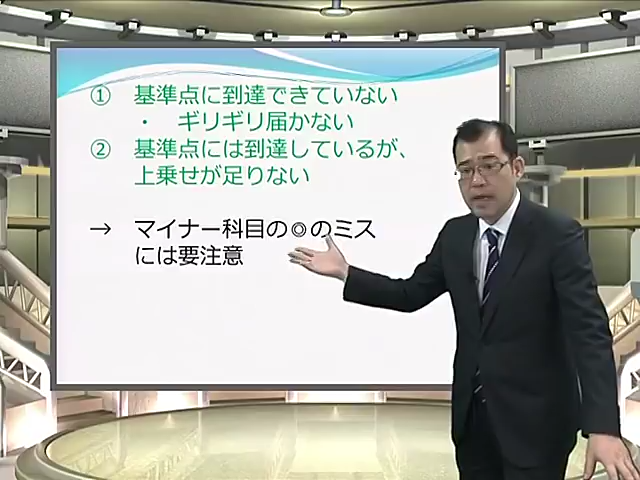 ① 基準点に到達できていない
・ ギリギリ届かない
② 基準点には到達しているが、
上乗せが足りない
→ マイナー科目の◎のミス
には要注意